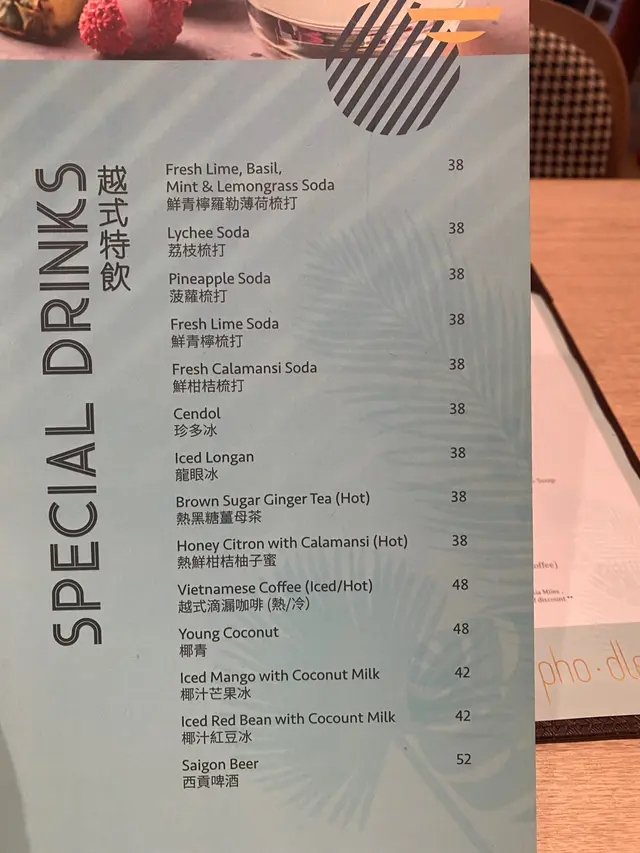 SPECIAL DRINKS
越式特飲
Fresh Lime, Basil,
Mint & Lemongrass Soda 38
鮮青檸羅勒薄荷梳打
Lychee Soda 38
荔枝梳打
Pineapple Soda 38
菠蘿梳打
Fresh Lime Soda 38
鮮青檸梳打
Fresh Calamansi Soda 38
鮮柑桔梳打
Cendol 38
珍多冰
Iced Longan 38
龍眼冰
Brown Sugar Ginger Tea (Hot) 38
熱黑糖薑母茶
Honey Citron with Calamansi (Hot) 38
熱鮮柑桔柚子蜜
Vietnamese Coffee (Iced/Hot) 48
越式滴漏咖啡 (熱/冷)
Young Coconut 48
椰青
Iced Mango with Coconut Milk 42
椰汁芒果冰
Iced Red Bean with Cocount Milk 42
椰汁紅豆冰
Saigon Beer 52
西貢啤酒
Soup
offee)
discount **
pho·dle